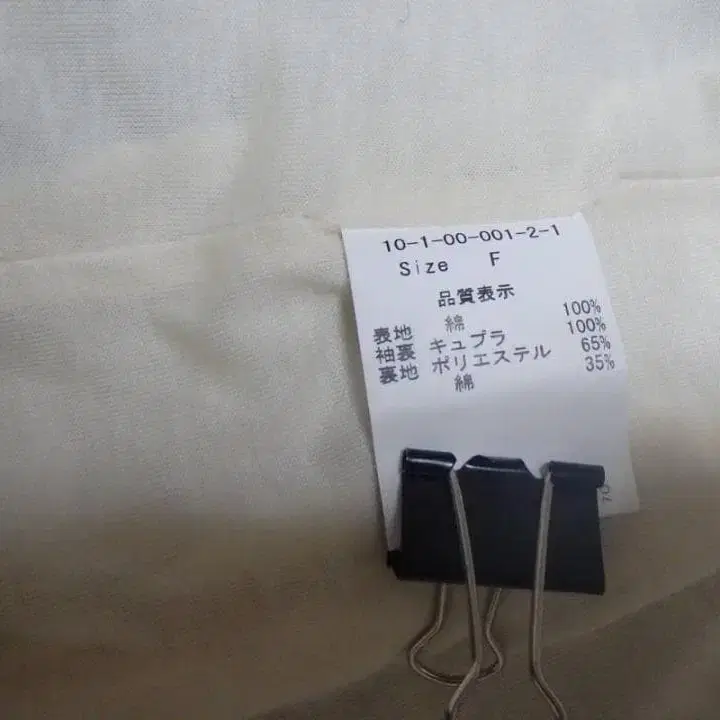 10-1-00-001-2-1
Size F
品質表示
表地 綿 100%
袖裏 キュプラ 100%
裏地 ポリエステル 65%
綿 35%